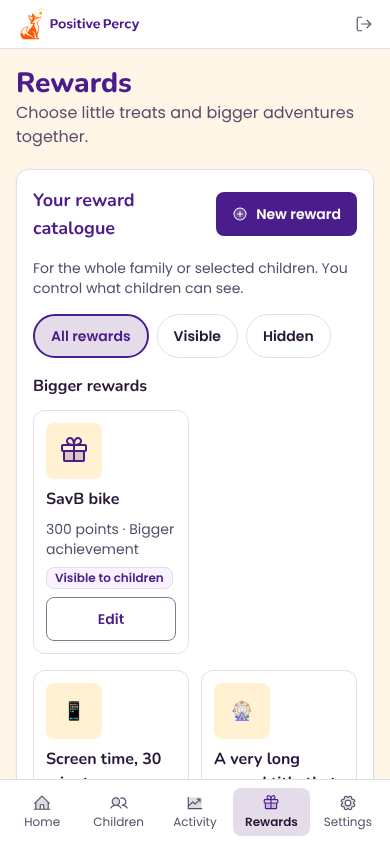 Positive Percy
Rewards
Choose little treats and bigger adventures
together.
Your reward
catalogue
New reward
For the whole family or selected children. You
control what children can see.
All rewards
Visible
Hidden
Bigger rewards
SavB bike
300 points · Bigger
achievement
Visible to children
Edit
Screen time, 30
A very long
Home
Children
Activity
Rewards
Settings